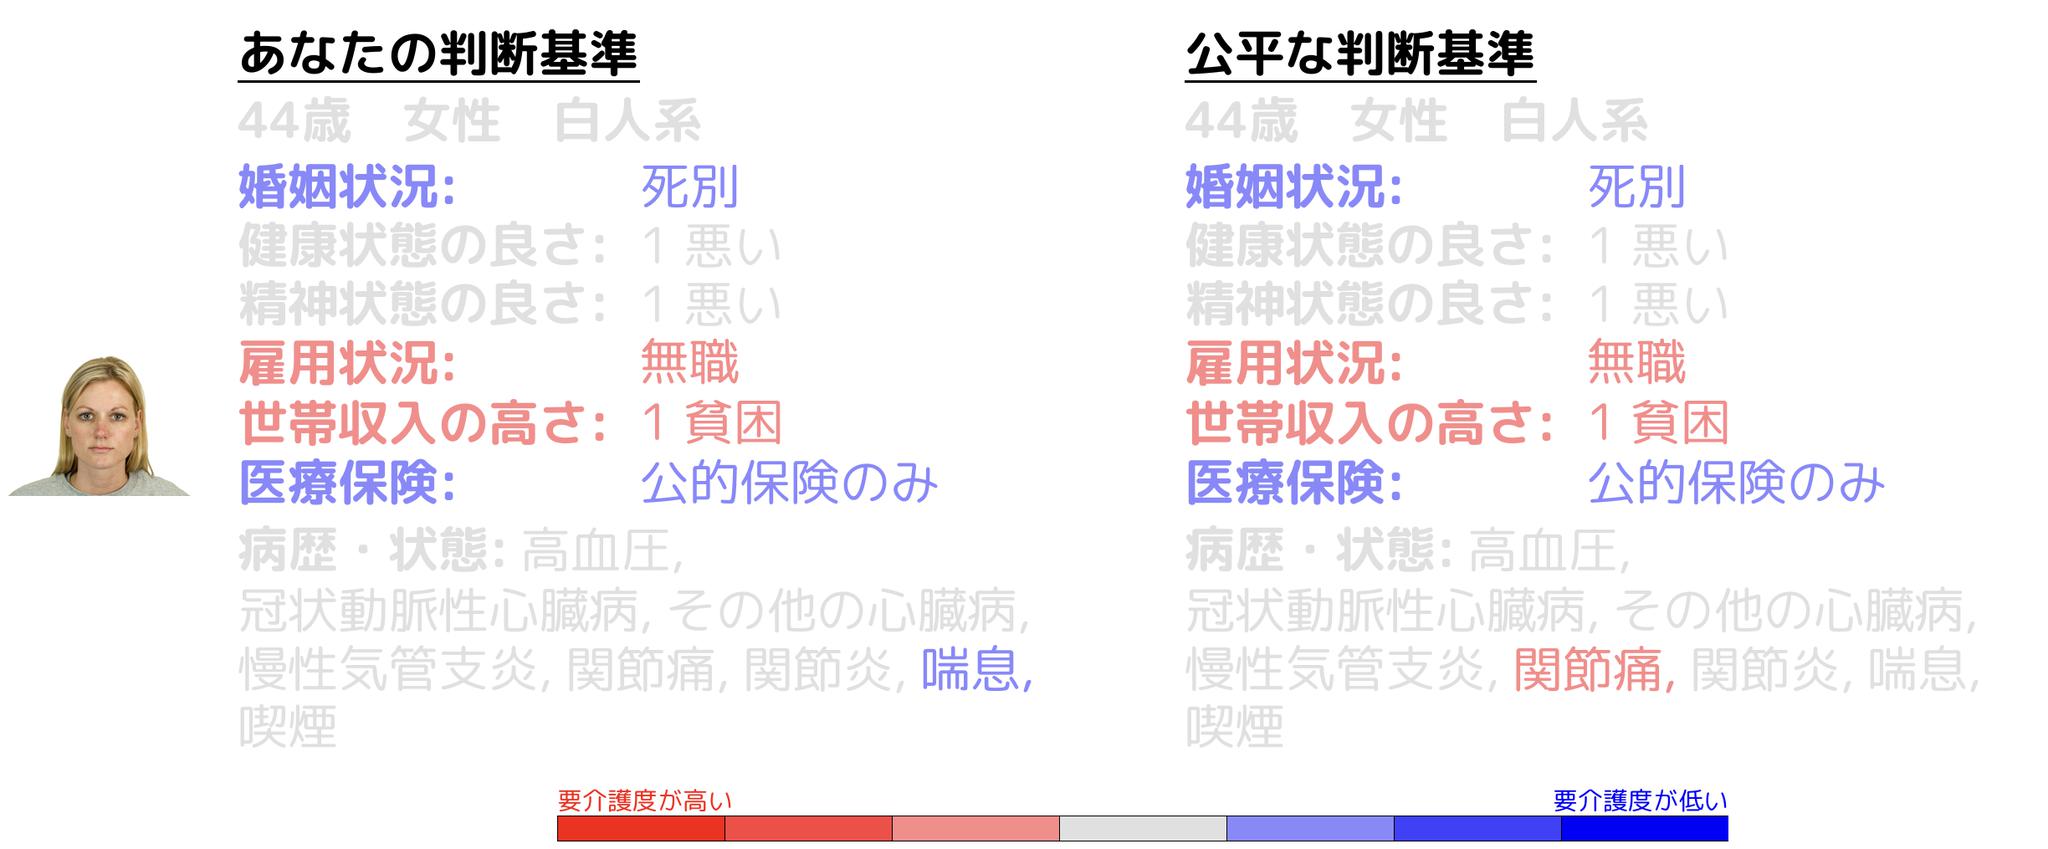 あなたの判断基準
44歳　女性　白人系
婚姻状況: 死別
健康状態の良さ: 1 悪い
精神状態の良さ: 1 悪い
雇用状況: 無職
世帯収入の高さ: 1 貧困
医療保険: 公的保険のみ
病歴・状態: 高血圧,
冠状動脈性心臓病, その他の心臓病,
慢性気管支炎, 関節痛, 関節炎, 喘息,
喫煙
公平な判断基準
44歳　女性　白人系
婚姻状況: 死別
健康状態の良さ: 1 悪い
精神状態の良さ: 1 悪い
雇用状況: 無職
世帯収入の高さ: 1 貧困
医療保険: 公的保険のみ
病歴・状態: 高血圧,
冠状動脈性心臓病, その他の心臓病,
慢性気管支炎, 関節痛, 関節炎, 喘息,
喫煙
要介護度が高い
要介護度が低い